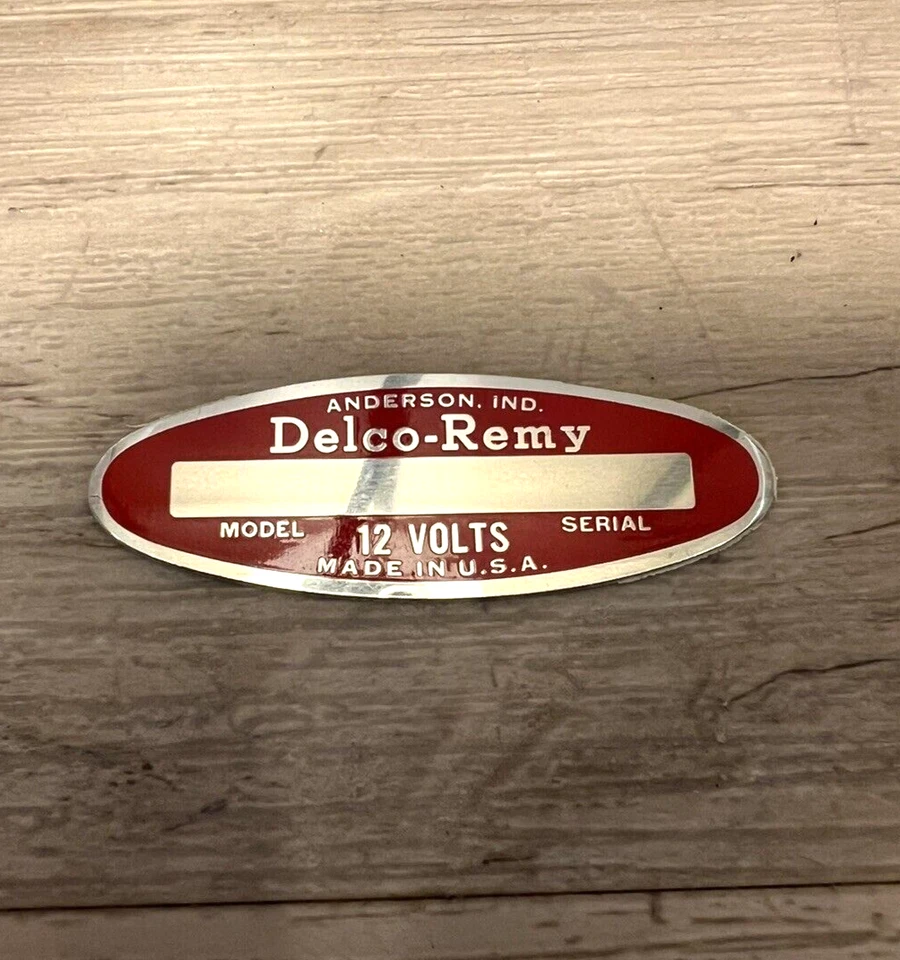 ANDERSON, IND.
Delco-Remy
MODEL 12 VOLTS SERIAL
MADE IN U.S.A.